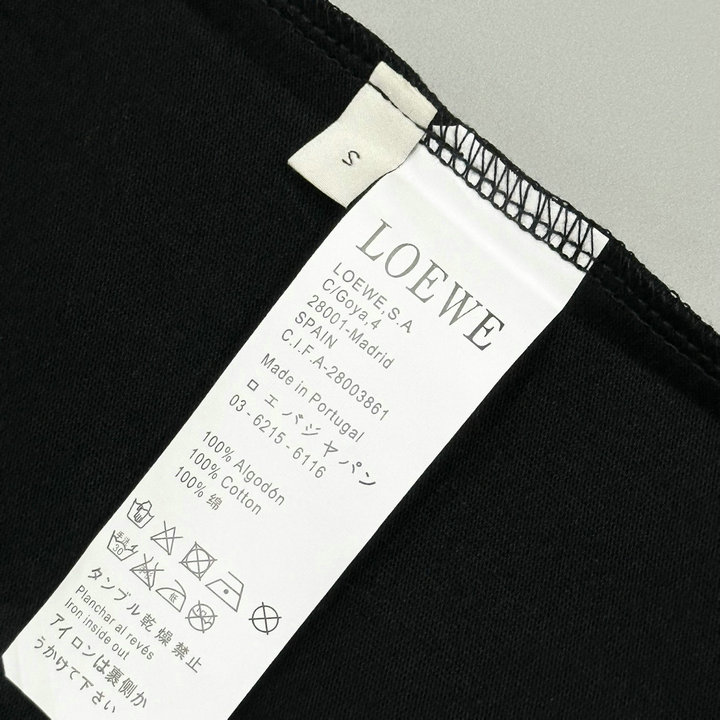 S
LOEWE
LOEWE,S.A
C/Goya,4
28001-Madrid
SPAIN
C.I.F.A-28003861
Made in Portugal
ロエバジャパン
03-6215-6116
100% Algodón
100% Cotton
100% 绵
30
タンブル乾燥禁止
Planchar al revés
Iron inside out
アイロンは裏側か
うかけて下さい